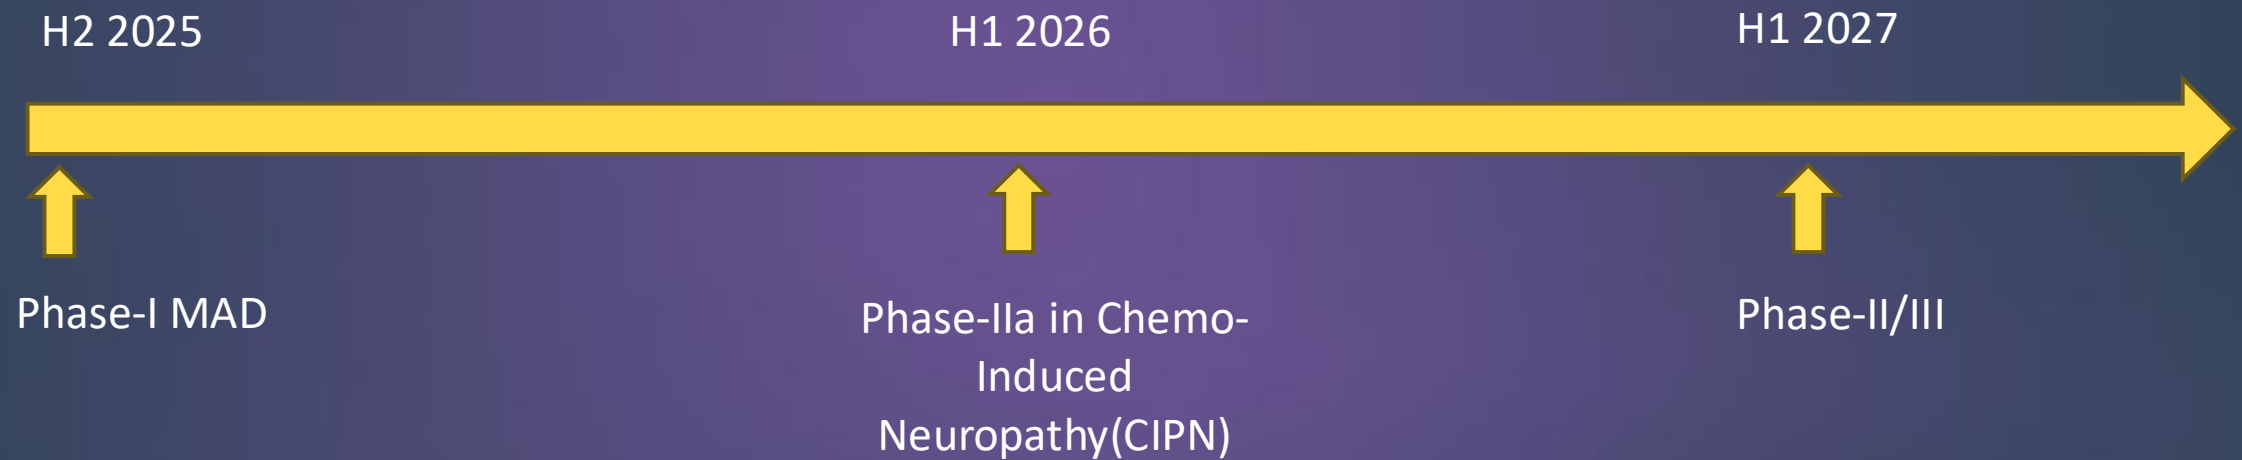 H2 2025
H1 2026
H1 2027
Phase-I MAD
Phase-IIa in Chemo-
Induced
Neuropathy(CIPN)
Phase-II/III